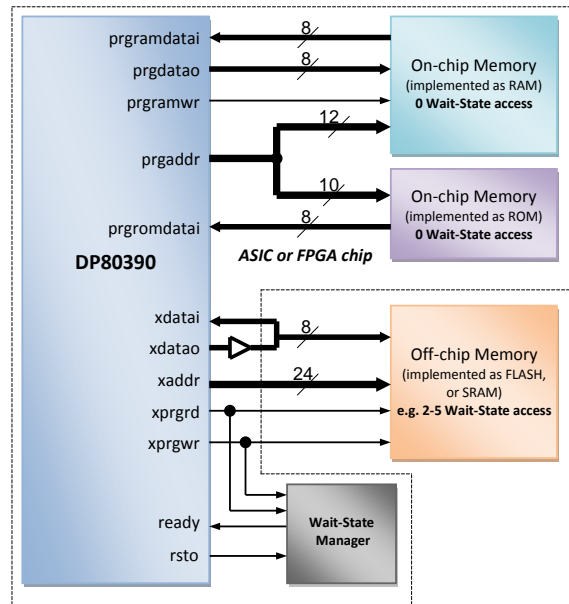 prgramdatai
8
prgdatao
8
prgramwr
On-chip Memory
(implemented as RAM)
0 Wait-State access
12
prgaddr
10
On-chip Memory
(implemented as ROM)
0 Wait-State access
prgromdatai
8
ASIC or FPGA chip
DP80390
xdatai
8
xdatao
xaddr
24
xprgrd
xprgwr
Off-chip Memory
(implemented as FLASH,
or SRAM)
e.g. 2-5 Wait-State access
ready
rsto
Wait-State
Manager